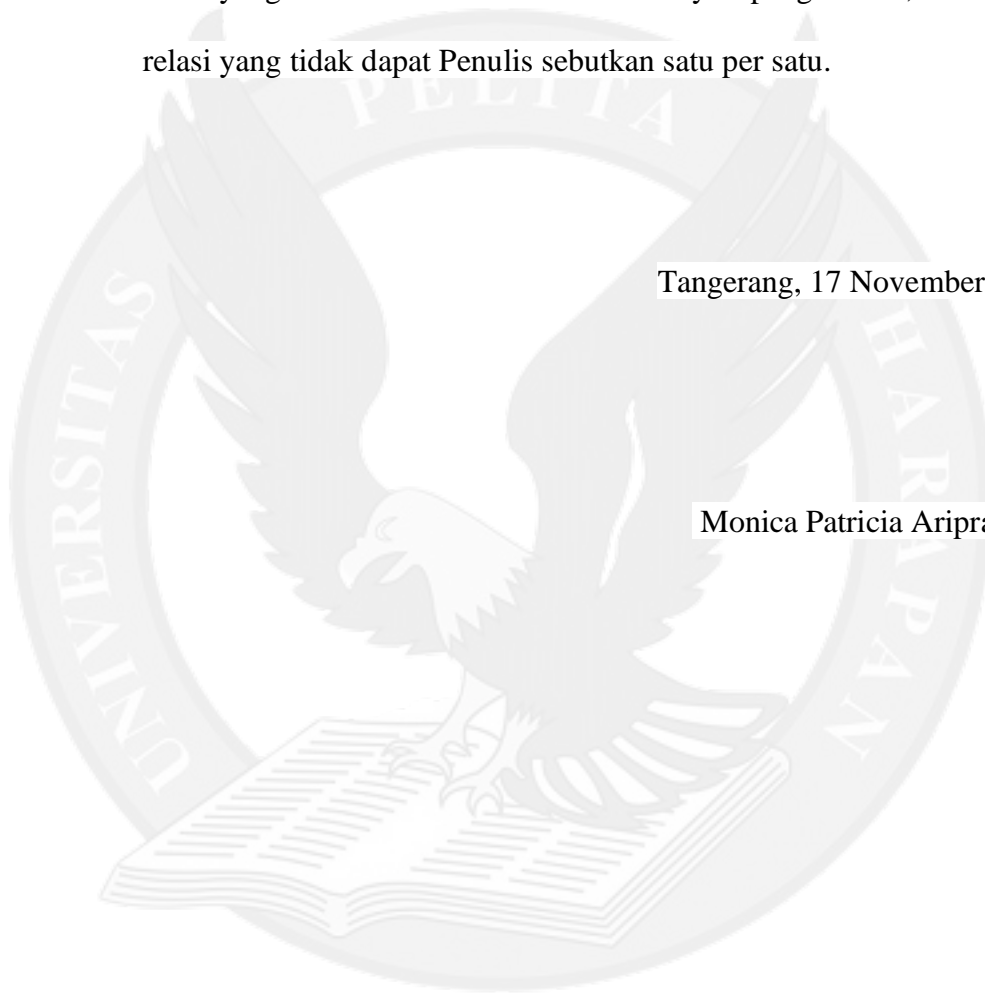 relasi yang tidak dapat Penulis sebutkan satu per satu.
PELITA
Tangerang, 17 November
UNIVERSITAS
HARAPAN
Monica Patricia